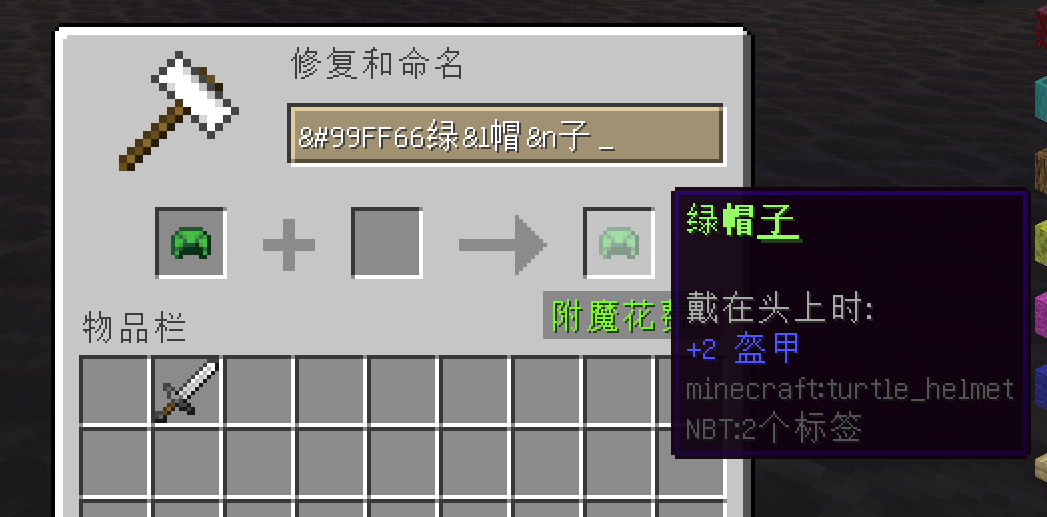 修复和命名
&#99FF66绿&l帽&n子_
绿帽子
戴在头上时:
+2 盔甲
minecraft:turtle_helmet
NBT:2个标签
附魔花
物品栏